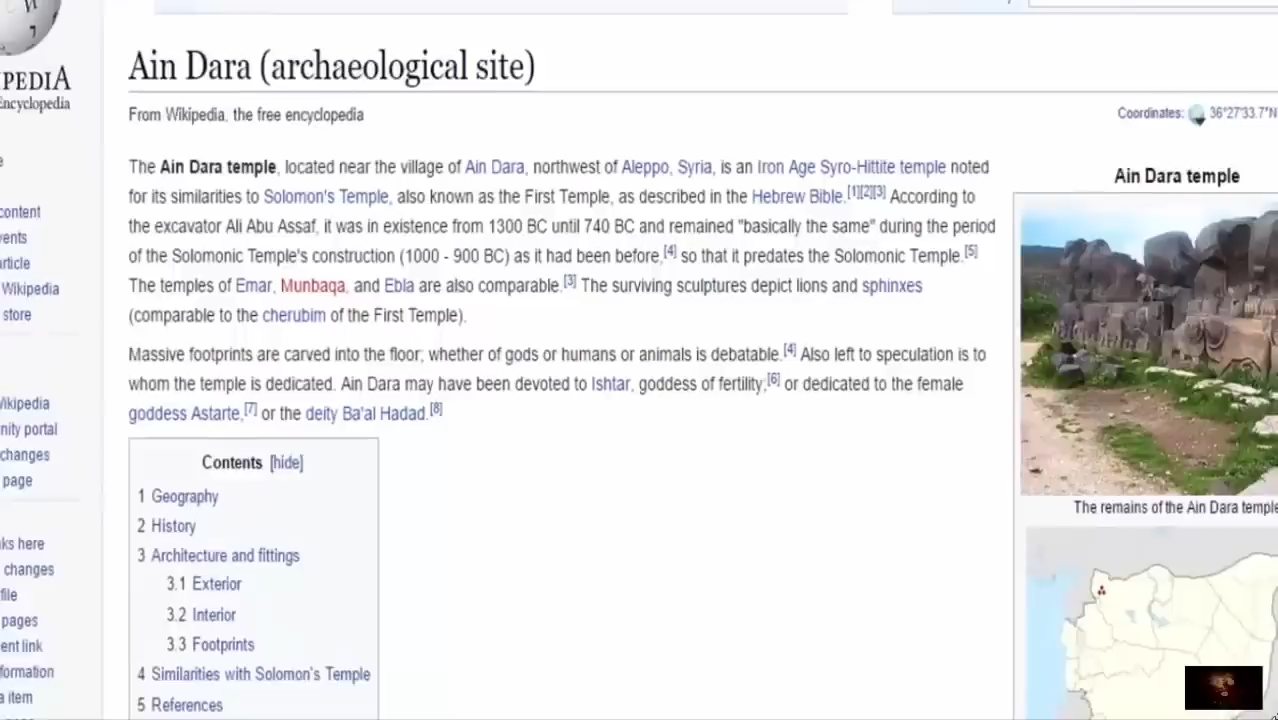 PEDIA
Encyclopedia
content
vents
article
Wikipedia
store
Wikipedia
nity portal
changes
page
ks here
changes
file
pages
ent link
formation
a item
Ain Dara (archaeological site)
From Wikipedia, the free encyclopedia
Coordinates: 36°27'33.7"N
The Ain Dara temple, located near the village of Ain Dara, northwest of Aleppo, Syria, is an Iron Age Syro-Hittite temple noted
for its similarities to Solomon's Temple, also known as the First Temple, as described in the Hebrew Bible.[1][2][3] According to
the excavator Ali Abu Assaf, it was in existence from 1300 BC until 740 BC and remained "basically the same" during the period
of the Solomonic Temple's construction (1000 - 900 BC) as it had been before,[4] so that it predates the Solomonic Temple.[5]
The temples of Emar, Munbaqa, and Ebla are also comparable.[3] The surviving sculptures depict lions and sphinxes
(comparable to the cherubim of the First Temple).
Massive footprints are carved into the floor; whether of gods or humans or animals is debatable.[4] Also left to speculation is to
whom the temple is dedicated. Ain Dara may have been devoted to Ishtar, goddess of fertility;[6] or dedicated to the female
goddess Astarte,[7] or the deity Ba'al Hadad.[8]
Contents [hide]
1 Geography
2 History
3 Architecture and fittings
3.1 Exterior
3.2 Interior
3.3 Footprints
4 Similarities with Solomon's Temple
5 References
Ain Dara temple
The remains of the Ain Dara temple